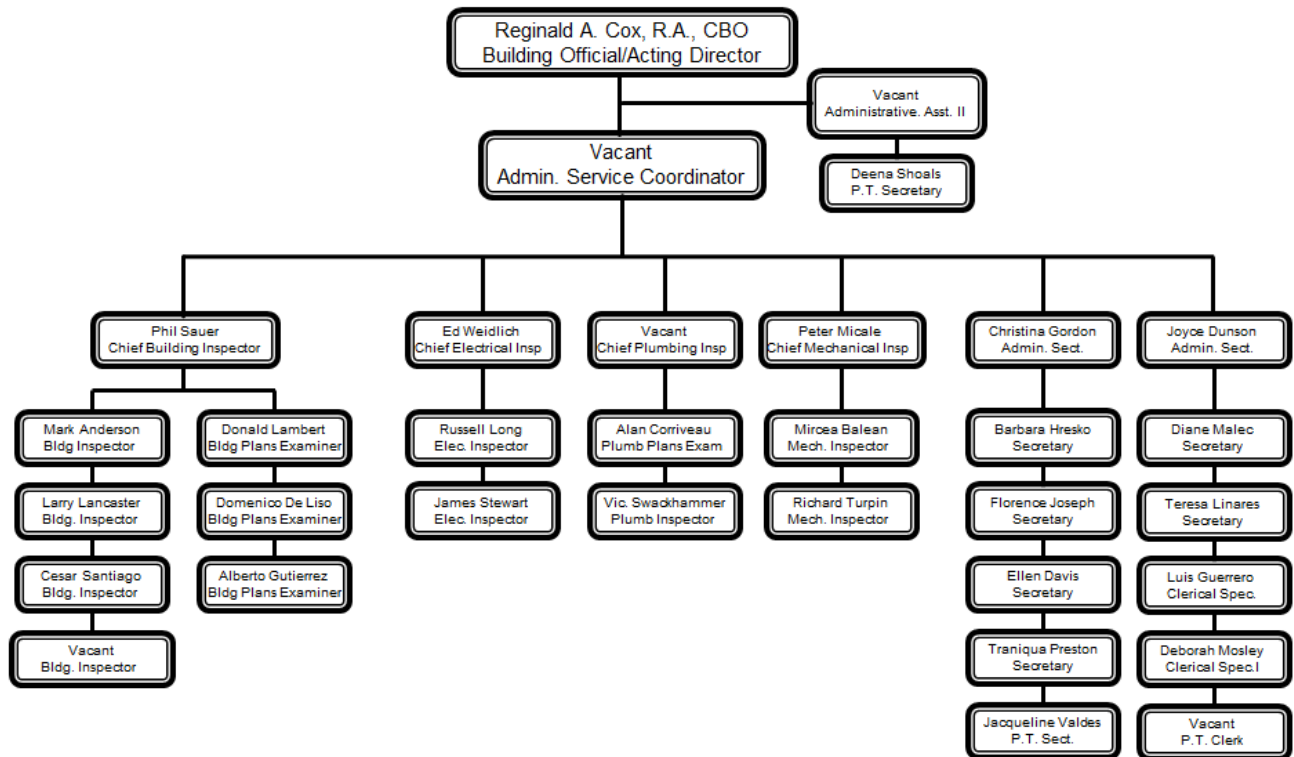 Reginald A. Cox, R.A., CBO
Building Official/Acting Director
Vacant
Administrative. Asst. II
Vacant
Admin. Service Coordinator
Deena Shoals
P.T. Secretary
Phil Sauer
Chief Building Inspector
Ed Weidlich
Chief Electrical Insp
Vacant
Chief Plumbing Insp
Peter Micale
Chief Mechanical Insp
Christina Gordon
Admin. Sect.
Joyce Dunson
Admin. Sect.
Mark Anderson
Bldg Inspector
Donald Lambert
Bldg Plans Examiner
Russell Long
Elec. Inspector
Alan Corriveau
Plumb Plans Exam
Mircea Balean
Mech. Inspector
Barbara Hresko
Secretary
Diane Malec
Secretary
Larry Lancaster
Bldg. Inspector
Domenico De Liso
Bldg Plans Examiner
James Stewart
Elec. Inspector
Vic. Swackhammer
Plumb Inspector
Richard Turpin
Mech. Inspector
Florence Joseph
Secretary
Teresa Linares
Secretary
Cesar Santiago
Bldg. Inspector
Alberto Gutierrez
Bldg Plans Examiner
Ellen Davis
Secretary
Luis Guerrero
Clerical Spec.
Vacant
Bldg. Inspector
Traniqua Preston
Secretary
Deborah Mosley
Clerical Spec.I
Jacqueline Valdes
P.T. Sect.
Vacant
P.T. Clerk